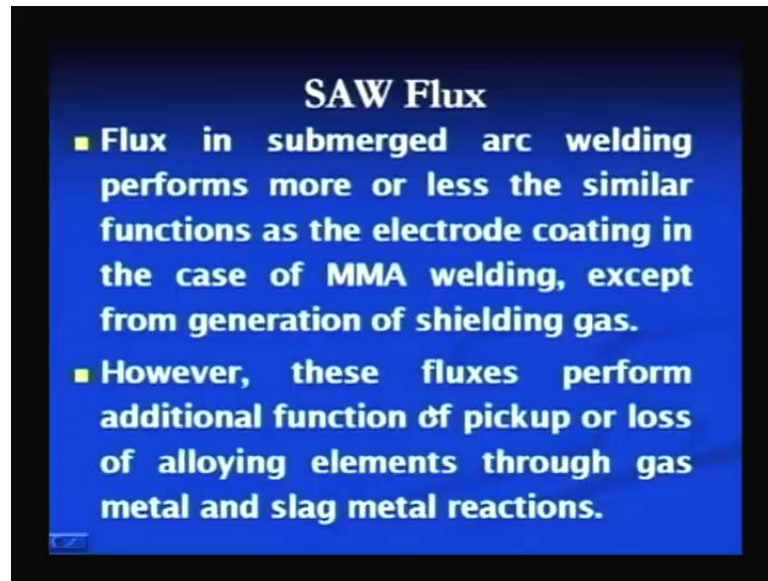 SAW Flux
Flux in submerged arc welding
performs more or less the similar
functions as the electrode coating in
the case of MMA welding, except
from generation of shielding gas.
However, these fluxes perform
additional function of pickup or loss
of alloying elements through gas
metal and slag metal reactions.